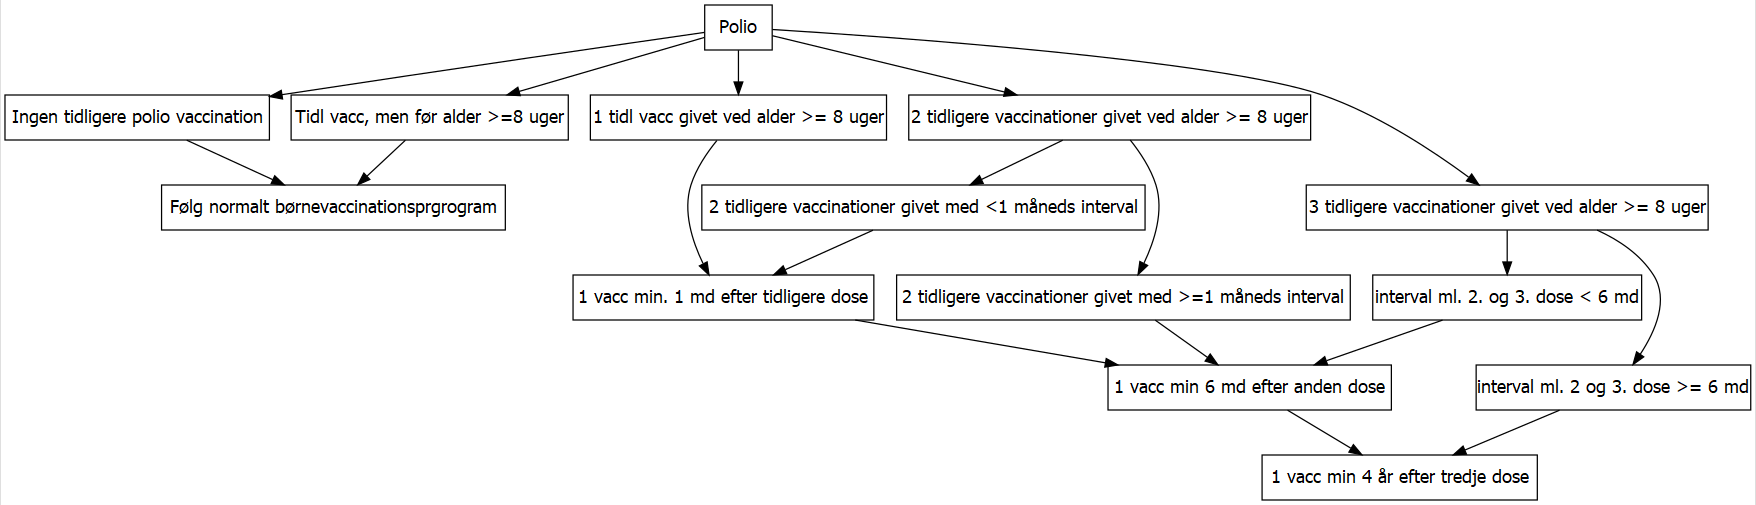 Polio
Ingen tidligere polio vaccination
Tidl vacc, men før alder >=8 uger
1 tidl vacc givet ved alder >= 8 uger
2 tidligere vaccinationer givet ved alder >= 8 uger
Følg normalt børnevaccinationsprgrogram
2 tidligere vaccinationer givet med <1 måneds interval
3 tidligere vaccinationer givet ved alder >= 8 uger
1 vacc min. 1 md efter tidligere dose
2 tidligere vaccinationer givet med >=1 måneds interval
interval ml. 2. og 3. dose < 6 md
1 vacc min 6 md efter anden dose
interval ml. 2 og 3. dose >= 6 md
1 vacc min 4 år efter tredje dose